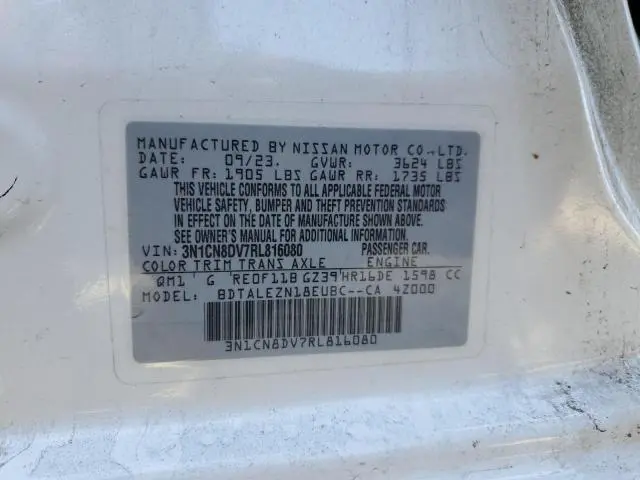 MANUFACTURED BY NISSAN MOTOR CO.,LTD.
DATE: 09/23. GVWR: 3624 LBS
GAWR FR: 1905 LBS GAWR RR: 1735 LBS
THIS VEHICLE CONFORMS TO ALL APPLICABLE FEDERAL MOTOR
VEHICLE SAFETY, BUMPER AND THEFT PREVENTION STANDARDS
IN EFFECT ON THE DATE OF MANUFACTURE SHOWN ABOVE.
SEE OWNER'S MANUAL FOR ADDITIONAL INFORMATION.
VIN: 3N1CN8DV7RL816080 PASSENGER CAR.
COLOR TRIM TRANS AXLE ENGINE
QM1 G RE0F11B GZ39 HR16DE 1598 CC
MODEL: BDTALEZN18EUBC--CA 4Z000
3N1CN8DV7RL816080